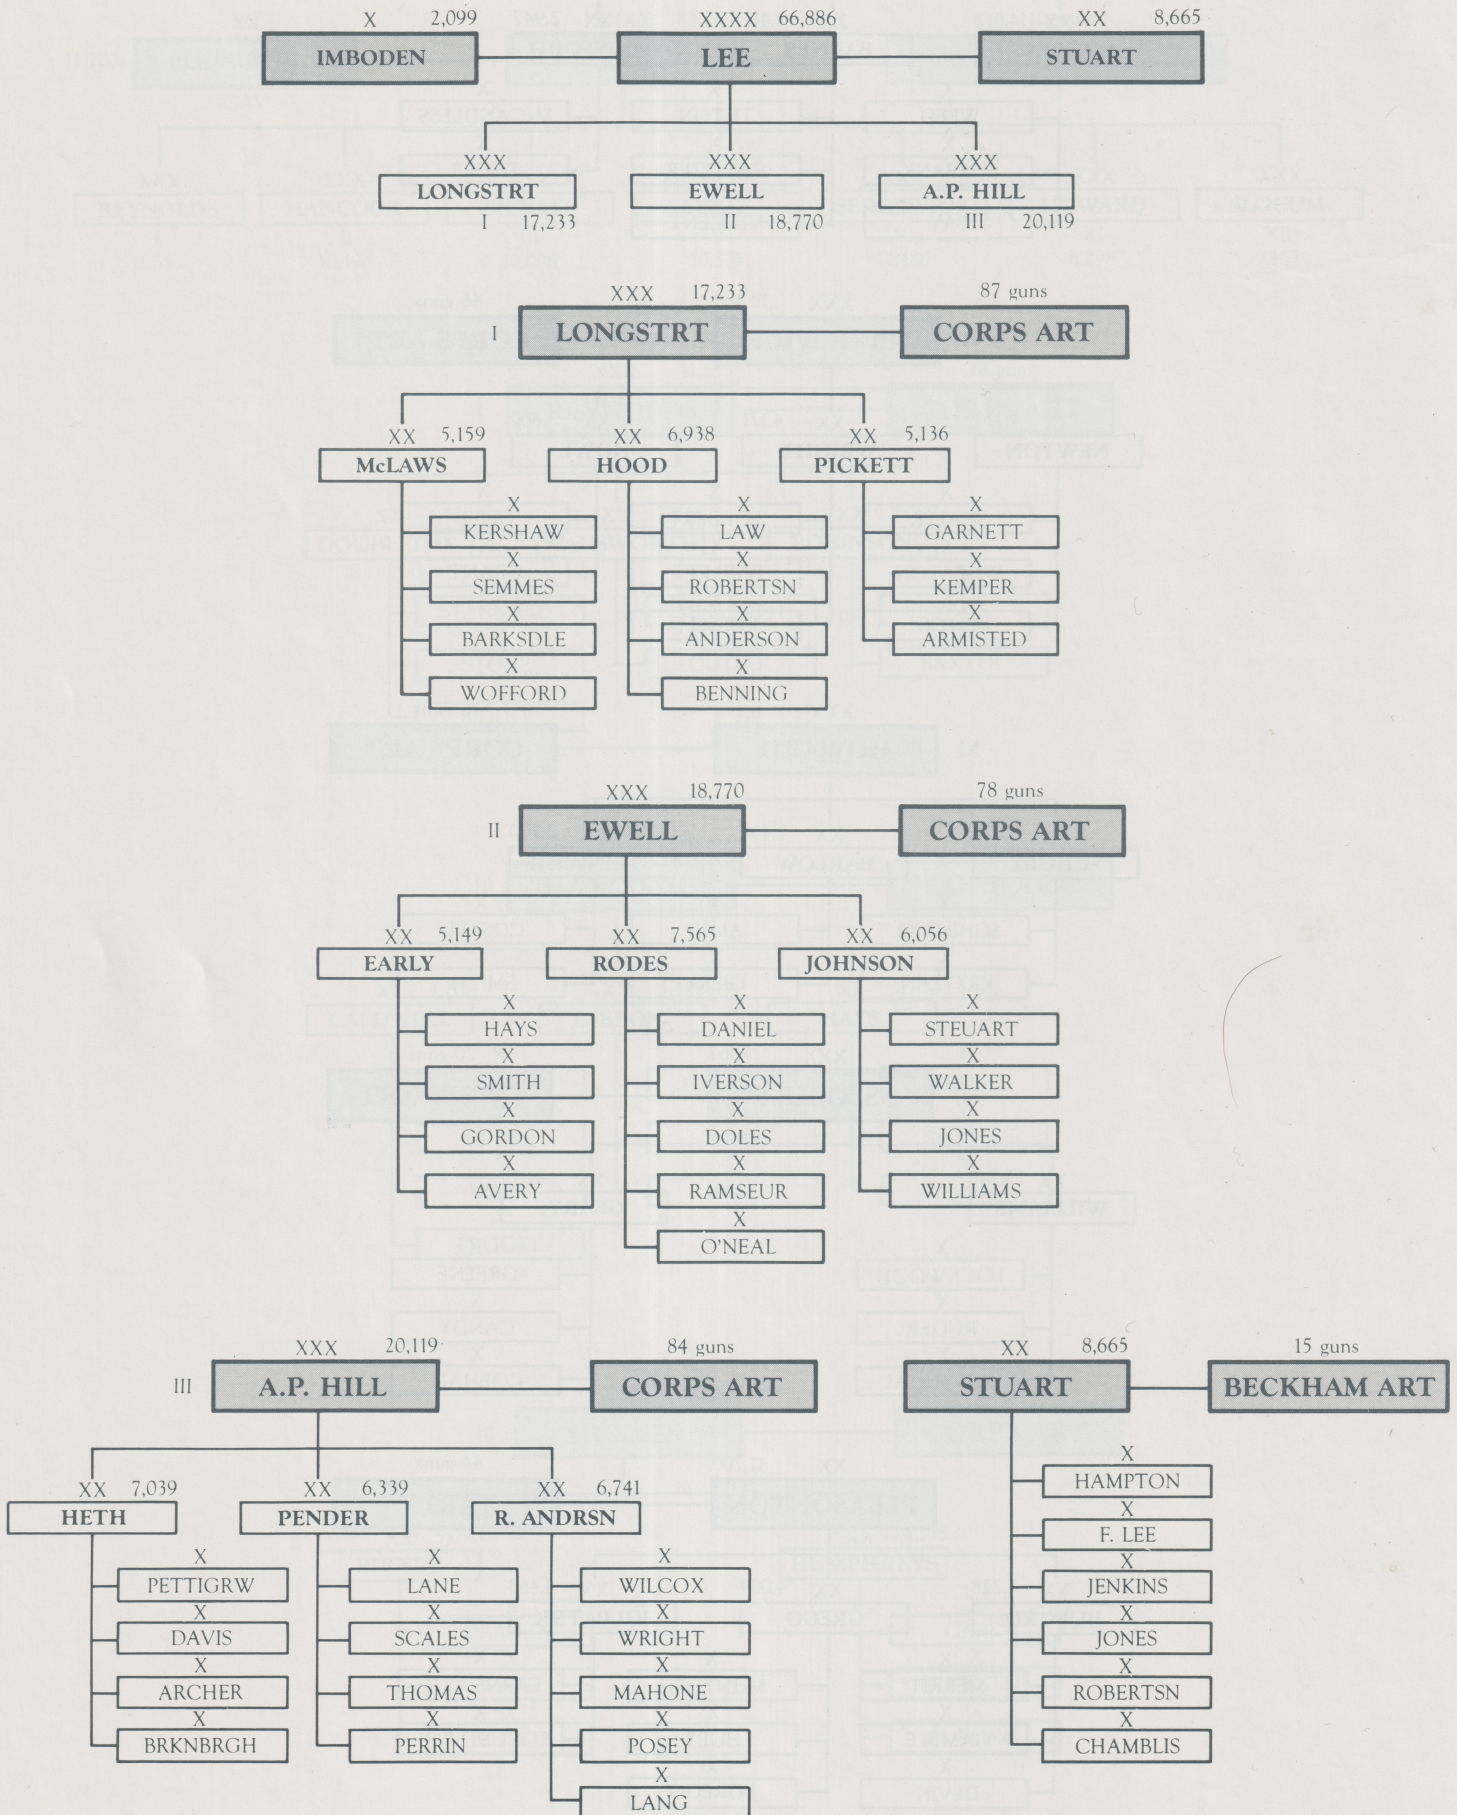 X 2,099 XXXX 66,886 XX 8,665
IMBODEN LEE STUART
XXX XXX XXX
LONGSTRT EWELL A.P. HILL
I 17,233 II 18,770 III 20,119
XXX 17,233 87 guns
I LONGSTRT CORPS ART
XX 5,159 XX 6,938 XX 5,136
McLAWS HOOD PICKETT
X X X
KERSHAW LAW GARNETT
X X X
SEMMES ROBERTSN KEMPER
X X X
BARKSDLE ANDERSON ARMISTED
X X
WOFFORD BENNING
XXX 18,770 78 guns
II EWELL CORPS ART
XX 5,149 XX 7,565 XX 6,056
EARLY RODES JOHNSON
X X X
HAYS DANIEL STEUART
X X X
SMITH IVERSON WALKER
X X X
GORDON DOLES JONES
X X X
AVERY RAMSEUR WILLIAMS
X
O'NEAL
XXX 20,119 84 guns XX 8,665 15 guns
III A.P. HILL CORPS ART STUART BECKHAM ART
XX 7,039 XX 6,339 XX 6,741
HETH PENDER R. ANDRSN
X
HAMPTON
X
F. LEE
X X X X
PETTIGRW LANE WILCOX JENKINS
X X X X
DAVIS SCALES WRIGHT JONES
X X X X
ARCHER THOMAS MAHONE ROBERTSN
X X X X
BRKNBRGH PERRIN POSEY CHAMBLIS
X
LANG